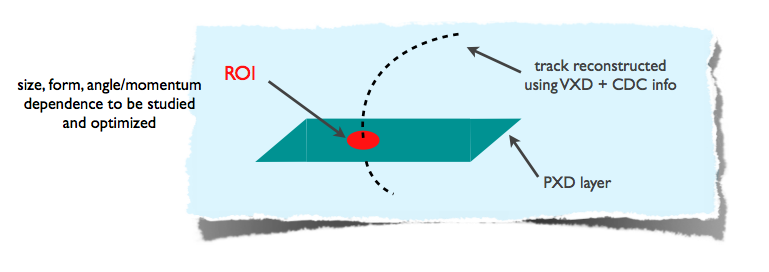 size, form, angle/momentum
dependence to be studied
and optimized
ROI
track reconstructed
using VXD + CDC info
PXD layer